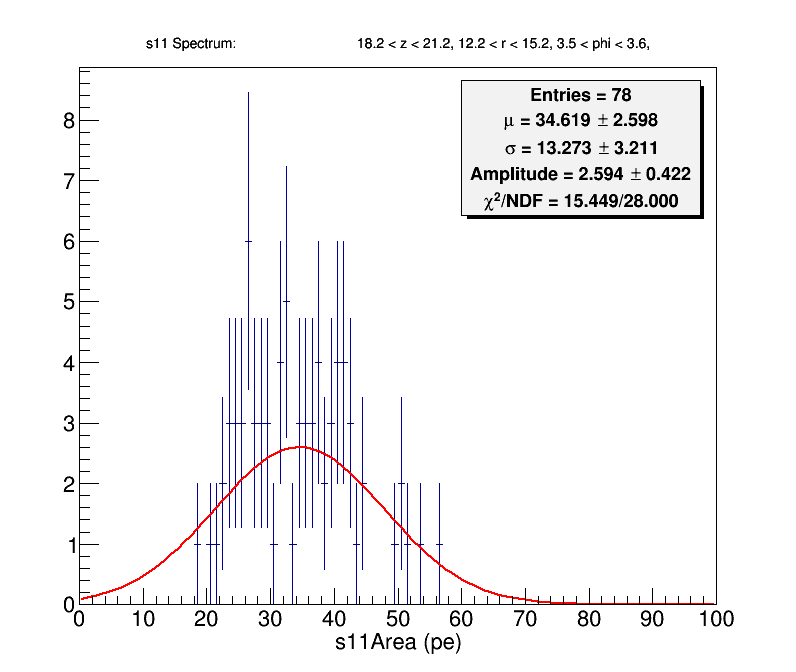 s11 Spectrum: 18.2 < z < 21.2, 12.2 < r < 15.2, 3.5 < phi < 3.6,
Entries = 78
μ = 34.619 ± 2.598
σ = 13.273 ± 3.211
Amplitude = 2.594 ± 0.422
χ²/NDF = 15.449/28.000
8
7
6
5
4
3
2
1
0
0 10 20 30 40 50 60 70 80 90 100
s11Area (pe)